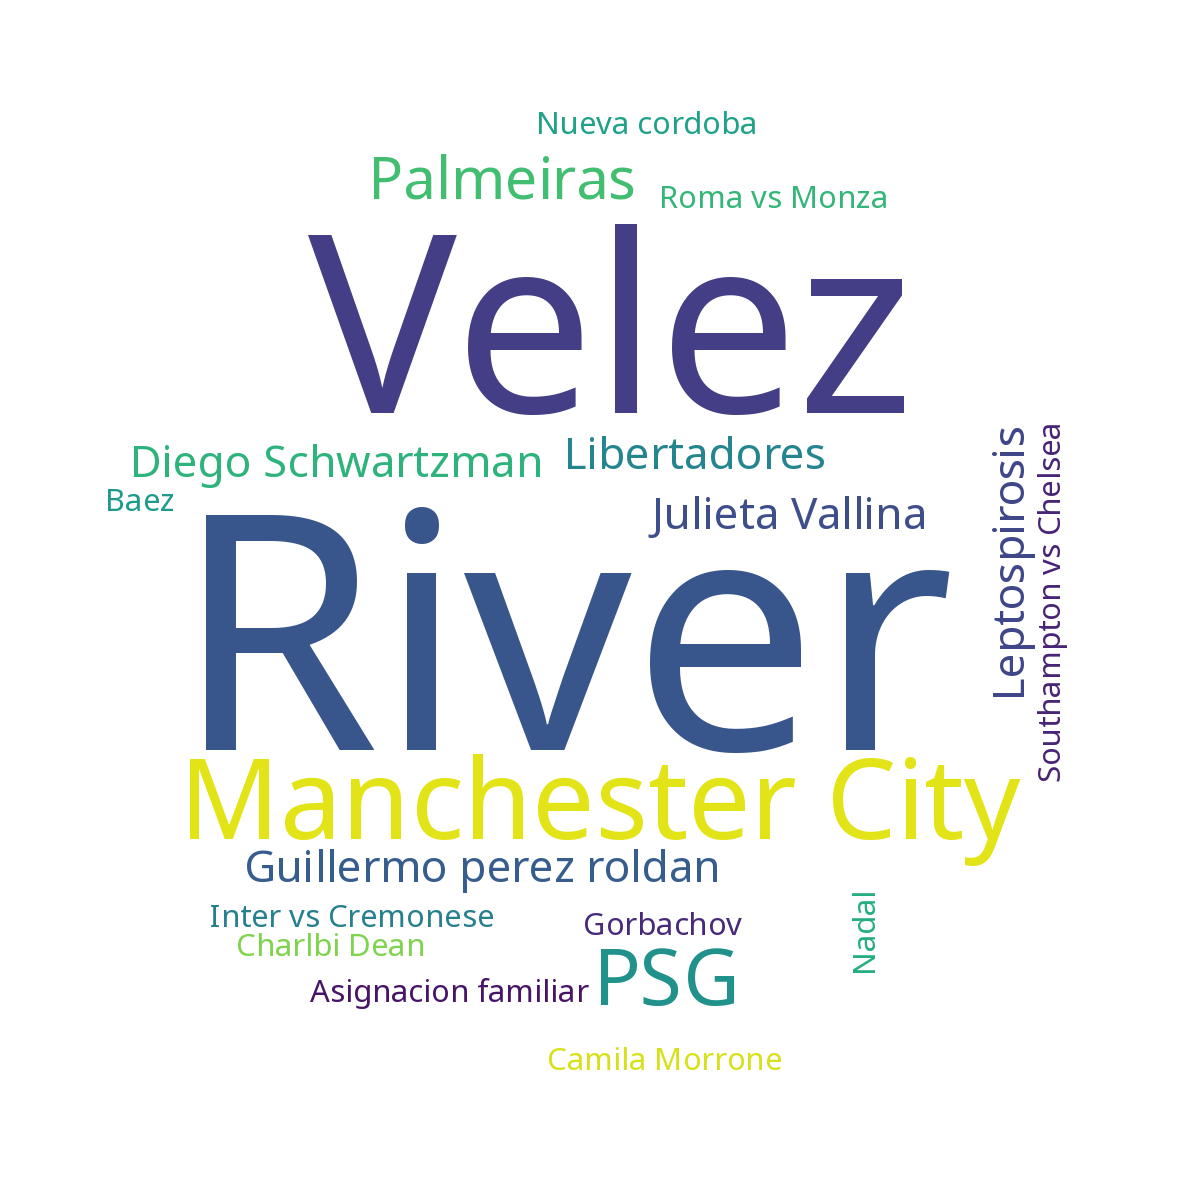 Nueva cordoba
Palmeiras
Roma vs Monza
Velez
Diego Schwartzman
Libertadores
Baez
Julieta Vallina
Leptospirosis
Southampton vs Chelsea
River
Manchester City
Guillermo perez roldan
Inter vs Cremonese
Gorbachov
Nadal
Charlbi Dean
PSG
Asignacion familiar
Camila Morrone